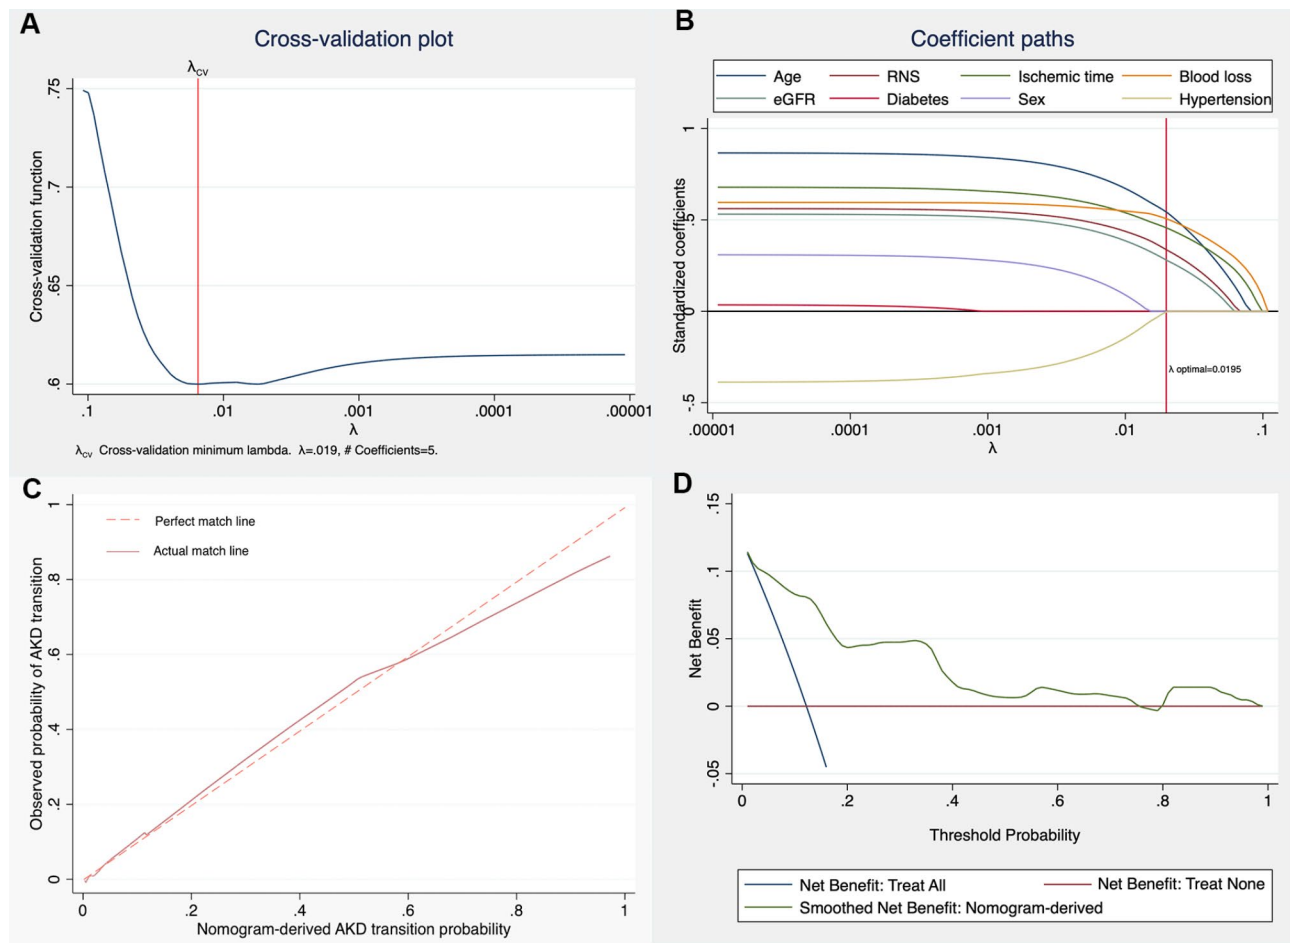 A
Cross-validation plot
λCV
.75
.7
.65
.6
Cross-validation function
.1
.01
.001
.0001
.00001
λ
λCV Cross-validation minimum lambda. λ=.019, # Coefficients=5.
B
Coefficient paths
Age RNS Ischemic time Blood loss
eGFR Diabetes Sex Hypertension
1
.5
0
-.5
Standardized coefficients
λ optimal=0.0195
.00001
.0001
.001
.01
.1
λ
C
1
.8
.6
.4
.2
0
Observed probability of AKD transition
Perfect match line
Actual match line
0
.2
.4
.6
.8
1
Nomogram-derived AKD transition probability
D
.15
.1
.05
0
-.05
Net Benefit
0
.2
.4
.6
.8
1
Threshold Probability
Net Benefit: Treat All Net Benefit: Treat None
Smoothed Net Benefit: Nomogram-derived